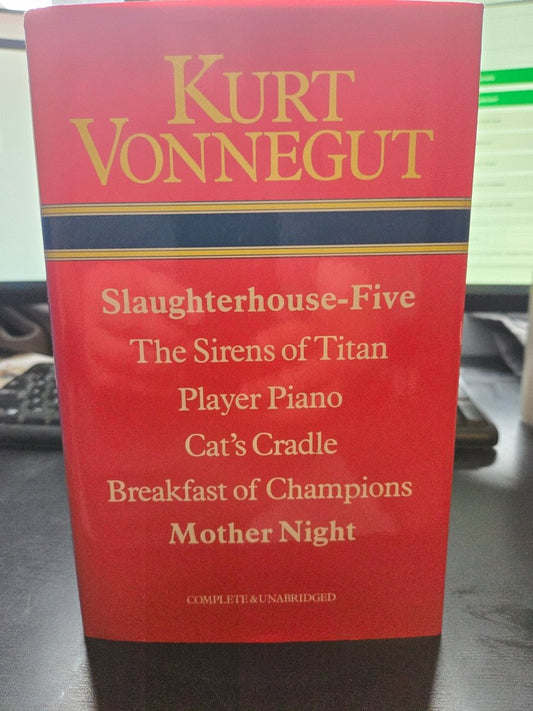 KURT
VONNEGUT
Slaughterhouse-Five
The Sirens of Titan
Player Piano
Cat's Cradle
Breakfast of Champions
Mother Night
COMPLETE & UNABRIDGED